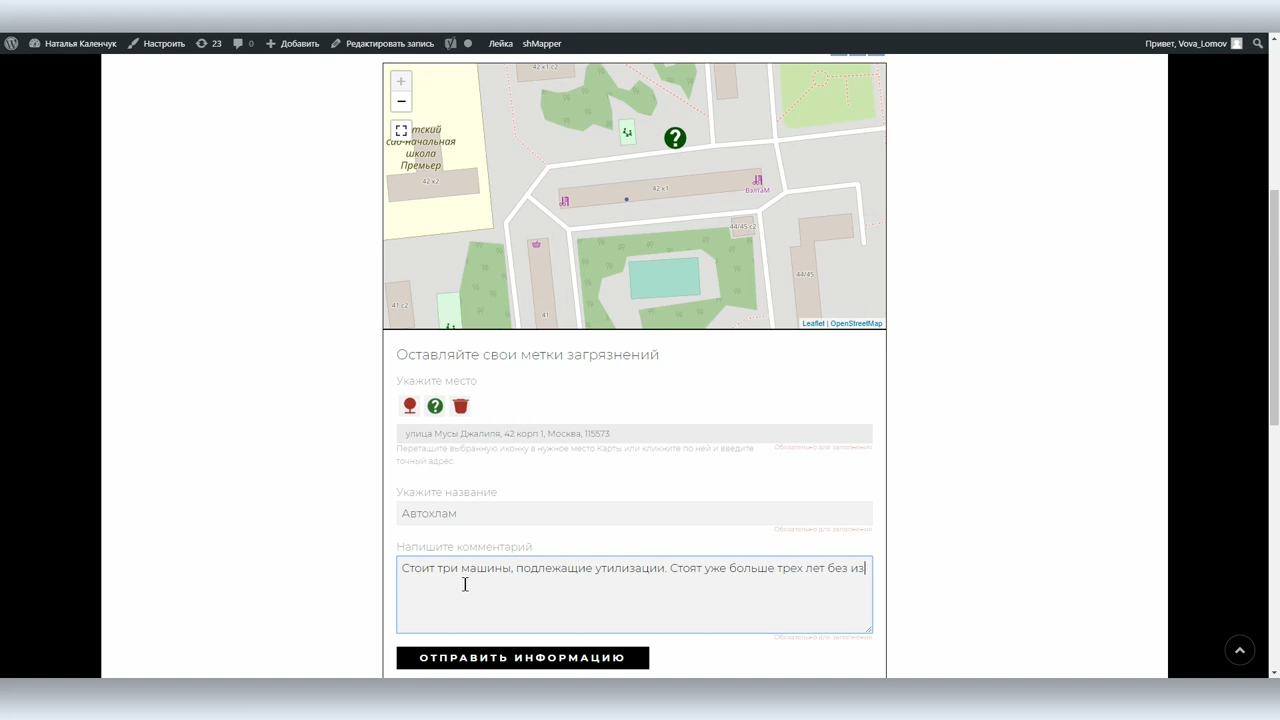 Наталья Каленчук Настроить 23 0 Добавить Редактировать запись Лейка shMapper Привет, Vova_Lomov
42 к1 с2
+
−
тский
сад-начальная
школа
Премьер
42 к2
42 к1
ВэлтаМ
44/45 с2
44/45
41 с2
41
Leaflet | OpenStreetMap
Оставляйте свои метки загрязнений
Укажите место
улица Мусы Джалиля, 42 корп 1, Москва, 115573
Обязательно для заполнения
Перетащите выбранную иконку в нужное место Карты или кликните по ней и введите
точный адрес.
Укажите название
Автохлам
Обязательно для заполнения
Напишите комментарий
Стоит три машины, подлежащие утилизации. Стоят уже больше трех лет без из
Обязательно для заполнения
ОТПРАВИТЬ ИНФОРМАЦИЮ